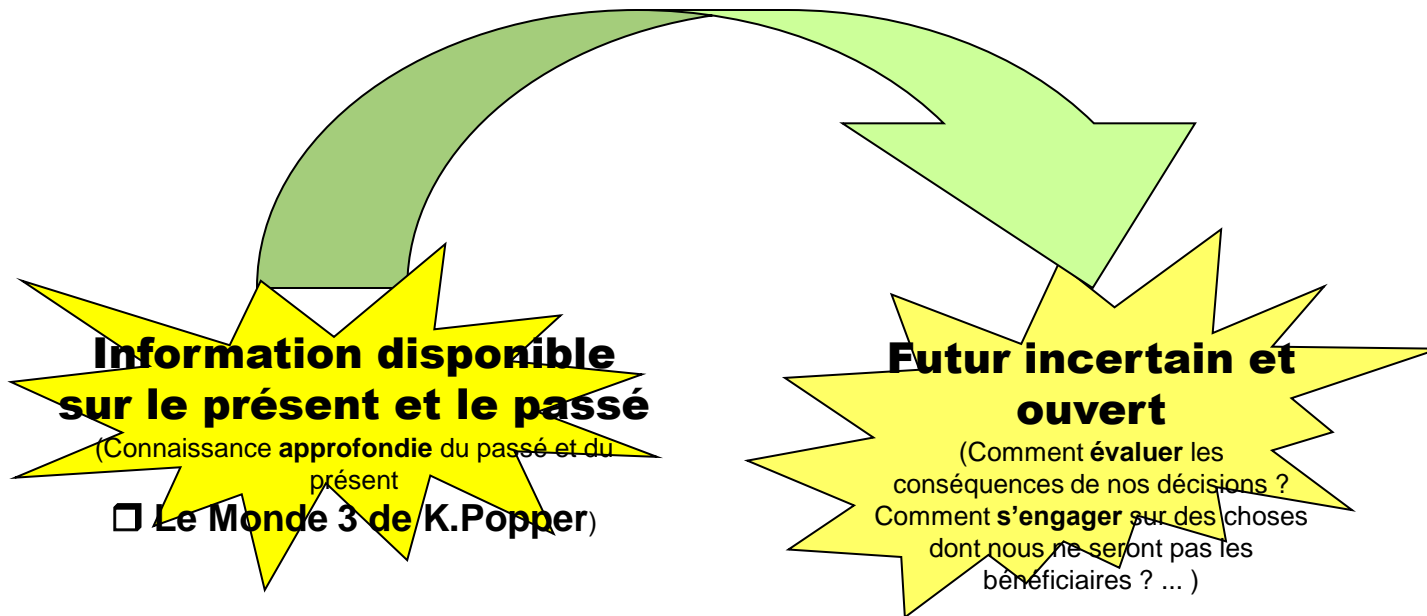 Information disponible
sur le présent et le passé
(Connaissance approfondie du passé et du
présent
❒ Le Monde 3 de K.Popper)
Futur incertain et
ouvert
(Comment évaluer les
conséquences de nos décisions ?
Comment s’engager sur des choses
dont nous ne seront pas les
bénéficiaires ? ... )